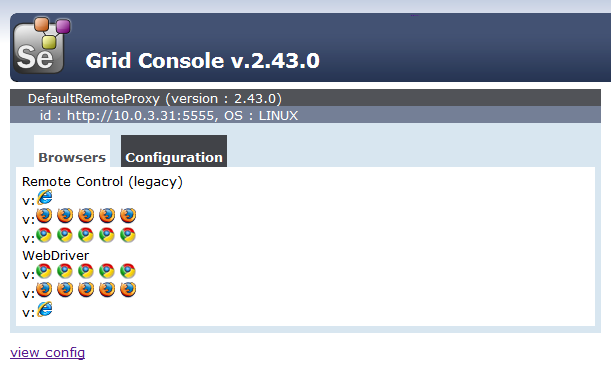 Se
Grid Console v.2.43.0
DefaultRemoteProxy (version : 2.43.0)
id : http://10.0.3.31:5555, OS : LINUX
Browsers Configuration
Remote Control (legacy)
v:
v:
v:
WebDriver
v:
v:
v:
view config